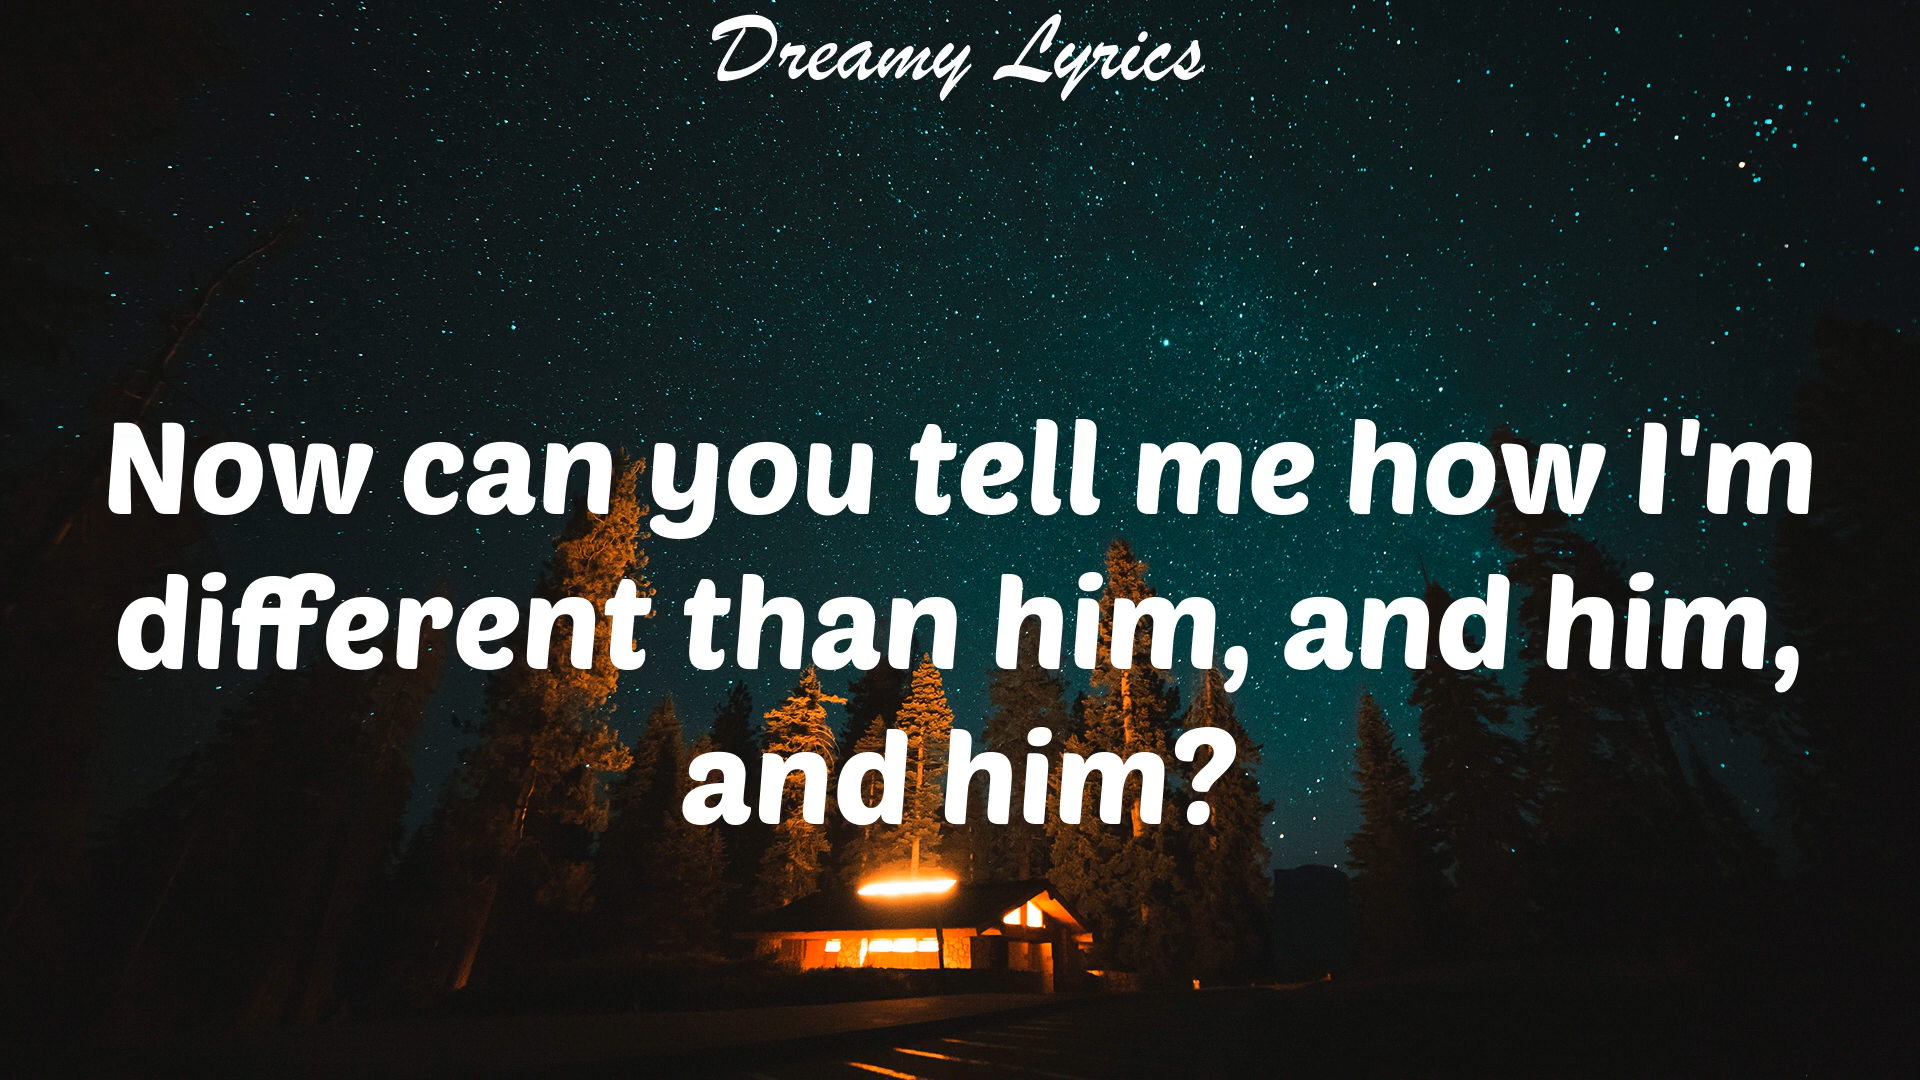 Dreamy Lyrics
Now can you tell me how I'm
different than him, and him,
and him?